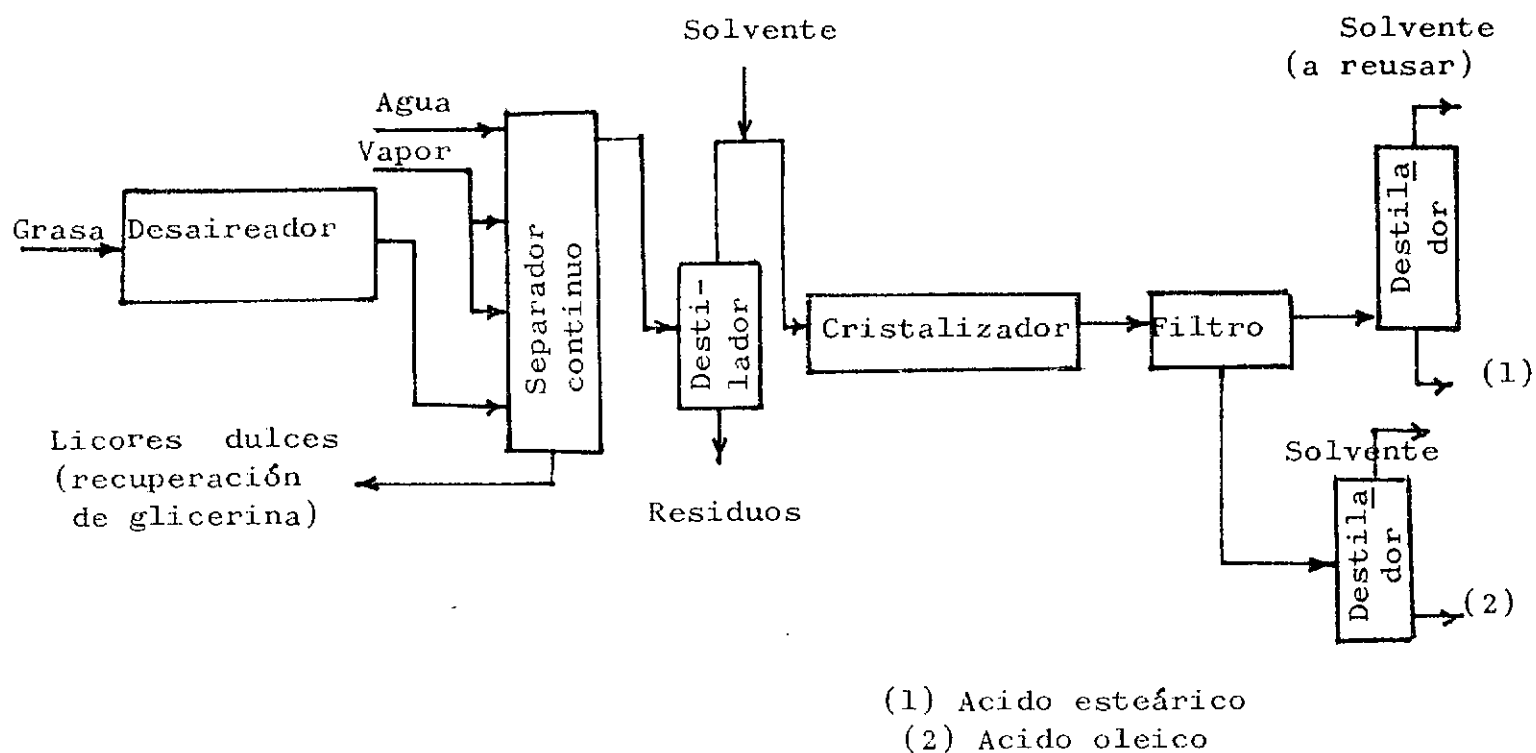 Solvente
Solvente
(a reusar)
Agua
Vapor
Grasa
Desaireador
Separador
continuo
Desti-
lador
Cristalizador
Filtro
Destila
dor
(1)
Licores dulces
(recuperación
de glicerina)
Residuos
Solvente
Destila
dor
(2)
(1) Acido esteárico
(2) Acido oleico